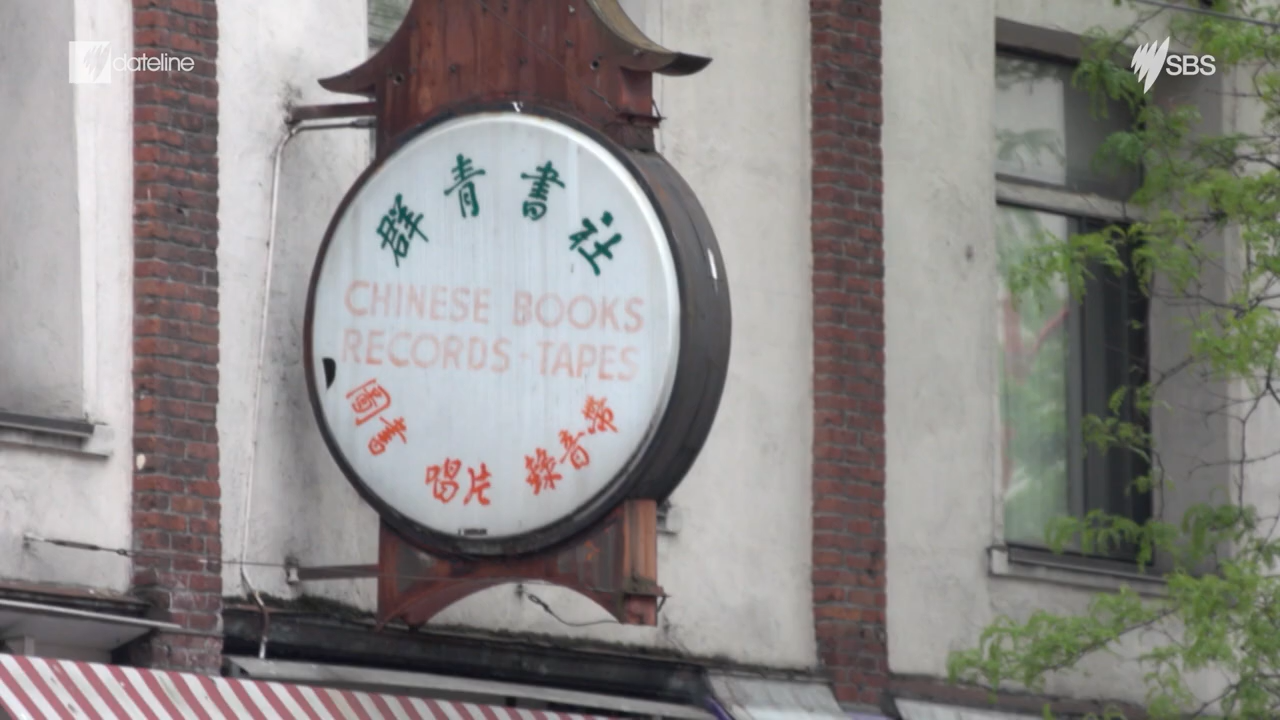 dateline
SBS
群青書社
CHINESE BOOKS
RECORDS-TAPES
圖書 唱片 錄音帶